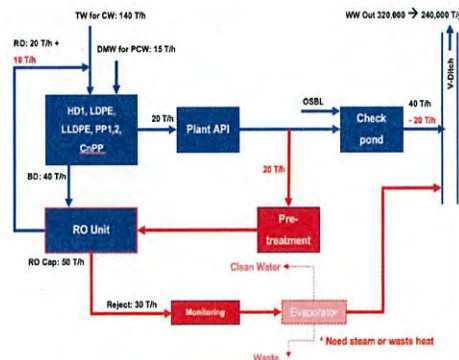 TW for CW: 140 T/h
WW Out 320,000 → 240,000 T/y
RO: 20 T/h +
10 T/h
DMW for PCW: 15 T/h
V-Ditch
HD1, LDPE,
LLDPE, PP1,2,
CnPP
20 T/h
Plant API
OSBL
Check
pond
40 T/h
- 20 T/h
BD: 40 T/h
20 T/h
RO Unit
Pre-
treatment
RO Cap: 50 T/h
Clean Water
Reject: 30 T/h
Monitoring
Evaporator
* Need steam or waste heat
Waste